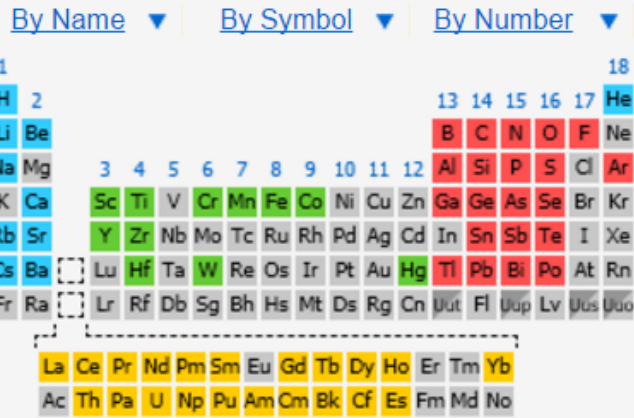 By Name ▼ By Symbol ▼ By Number ▼
1 18
H 2 13 14 15 16 17 He
Li Be B C N O F Ne
Na Mg 3 4 5 6 7 8 9 10 11 12 Al Si P S Cl Ar
K Ca Sc Ti V Cr Mn Fe Co Ni Cu Zn Ga Ge As Se Br Kr
Rb Sr Y Zr Nb Mo Tc Ru Rh Pd Ag Cd In Sn Sb Te I Xe
Cs Ba Lu Hf Ta W Re Os Ir Pt Au Hg Tl Pb Bi Po At Rn
Fr Ra Lr Rf Db Sg Bh Hs Mt Ds Rg Cn Uut Fl Uup Lv Uus Uuo
La Ce Pr Nd Pm Sm Eu Gd Tb Dy Ho Er Tm Yb
Ac Th Pa U Np Pu Am Cm Bk Cf Es Fm Md No